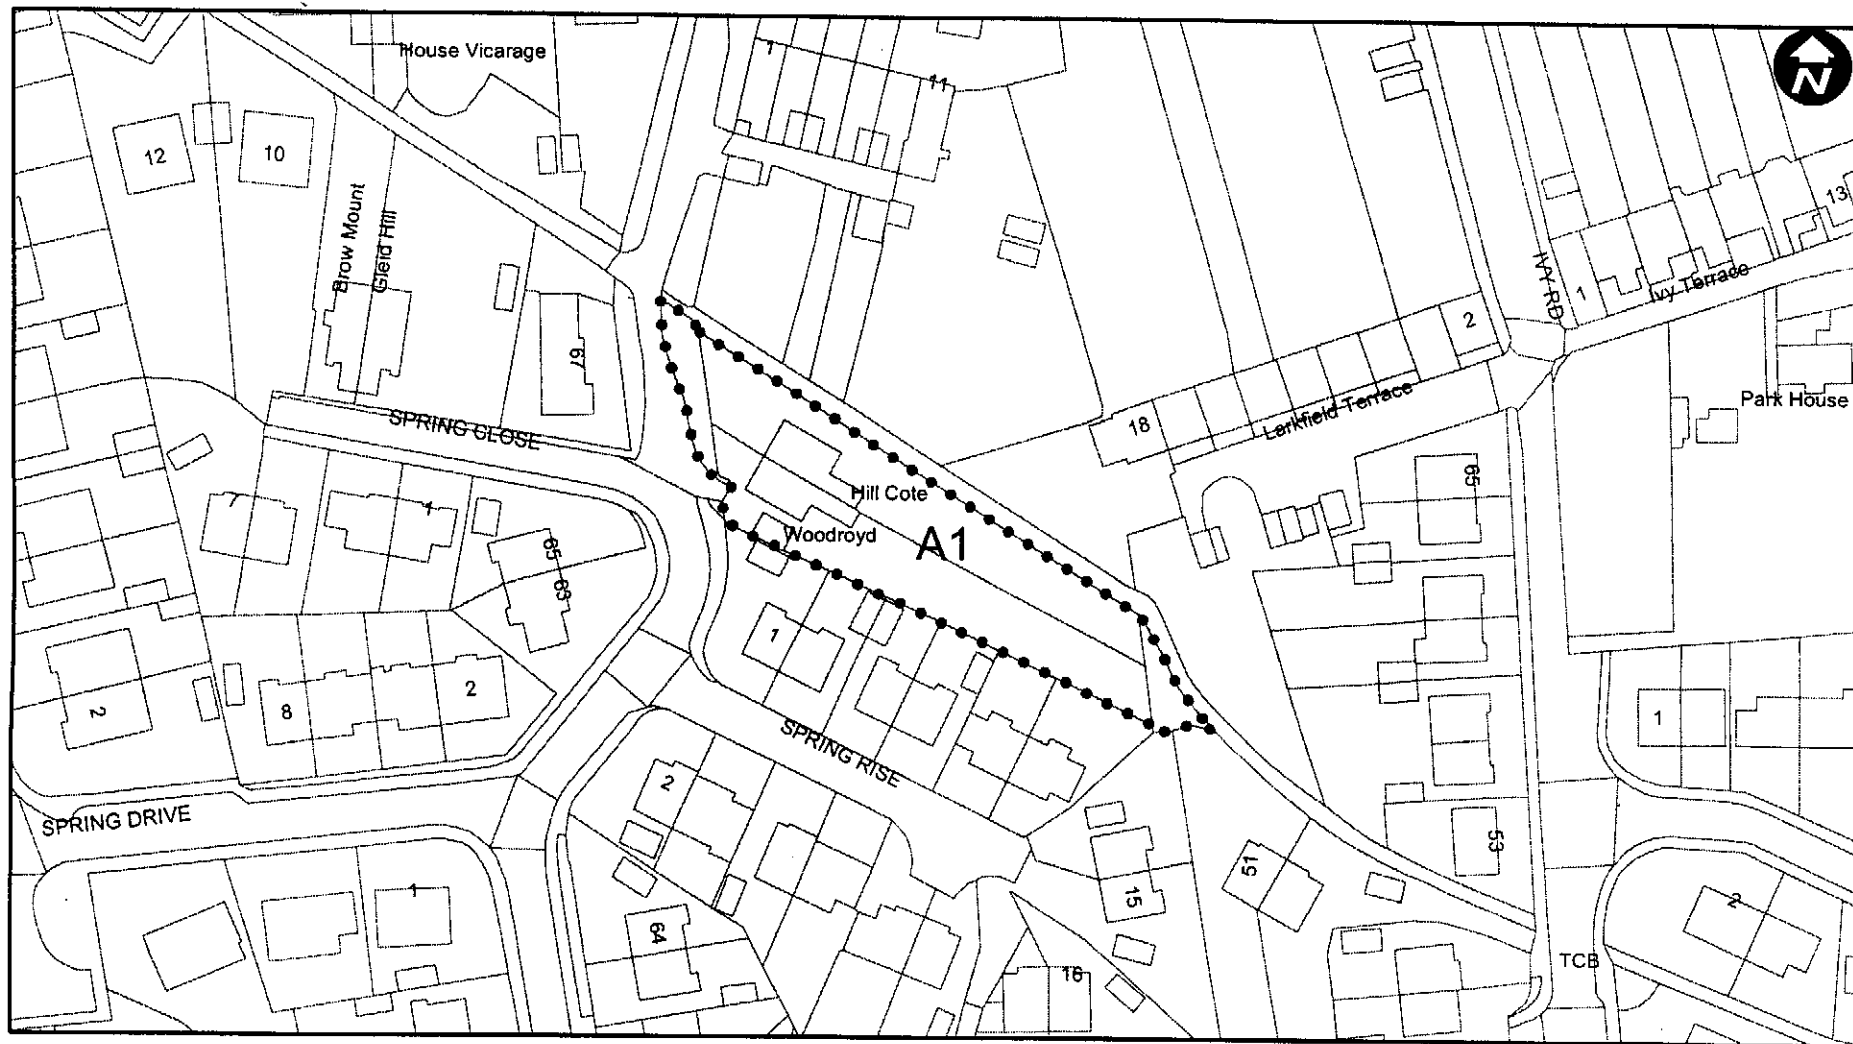 House Vicarage
1
11
N
12
10
Brow Mount
Gleid Hill
13
IVY RD
1
Ivy Terrace
2
67
Park House
SPRING CLOSE
18
Larkfield Terrace
65
7
1
Hill Cote
Woodroyd
A1
65
63
1
2
8
2
1
SPRING RISE
2
SPRING DRIVE
53
51
1
15
2
64
16
TCB